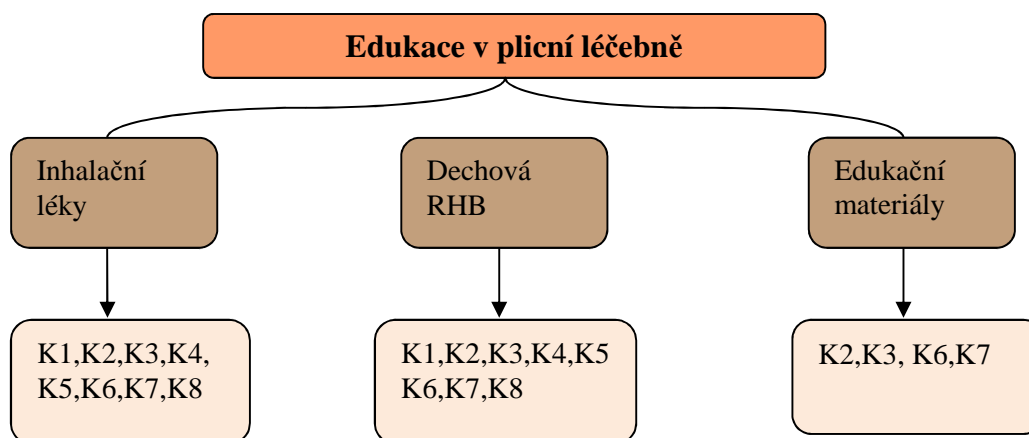 Edukace v plicní léčebně
Inhalační
léky
Dechová
RHB
Edukační
materiály
K1,K2,K3,K4,
K5,K6,K7,K8
K1,K2,K3,K4,K5
K6,K7,K8
K2,K3, K6,K7